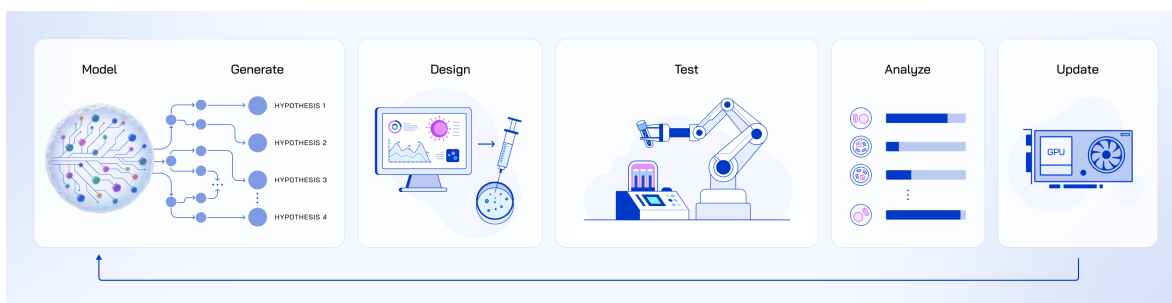 Model
Generate
Design
Test
Analyze
Update
HYPOTHESIS 1
HYPOTHESIS 2
HYPOTHESIS 3
HYPOTHESIS 4
GPU